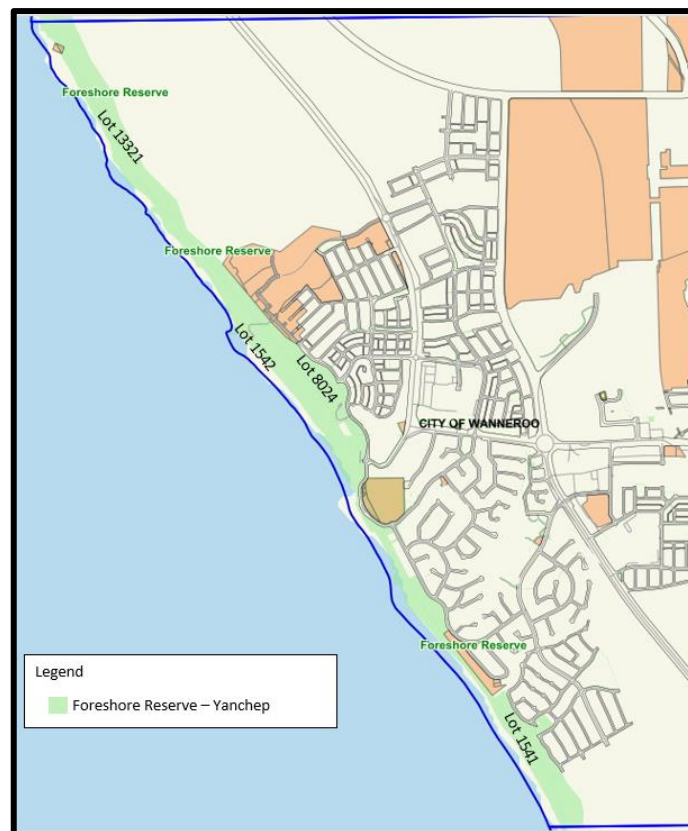 Foreshore Reserve
Lot 13321
Foreshore Reserve
Lot 1542
Lot 8024
CITY OF WANNEROO
Foreshore Reserve
Lot 1541
Legend
Foreshore Reserve – Yanchep